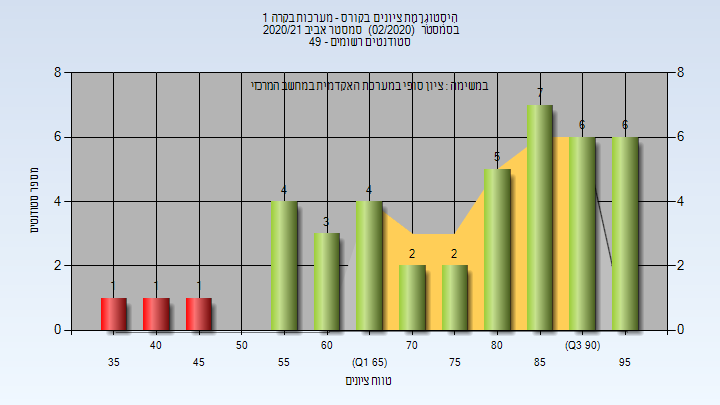 היסטוגרמת ציונים בקורס - מערכות בקרה 1
בסמסטר (02/2020) סמסטר אביב 2020/21
סטודנטים רשומים - 49
במשימה : ציון סופי במערכת האקדמית במחשב המרכזי
מספר סטודנטים
8 8
6 6
4 4
2 2
0 0
1 1 1 4 3 4 2 2 5 7 6 6
40 50 60 70 80 (Q3 90)
35 45 55 (Q1 65) 75 85 95
טווח ציונים